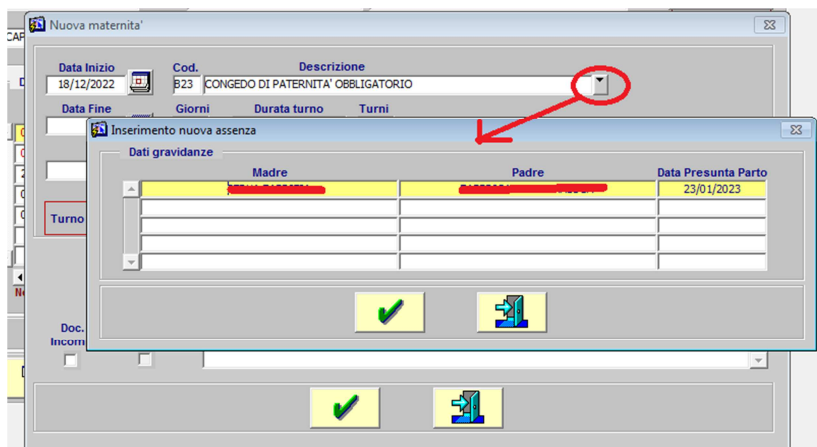 Nuova maternita'
CAP
Data Inizio Cod. Descrizione
18/12/2022 B23 CONGEDO DI PATERNITA' OBBLIGATORIO
Data Fine Giorni Durata turno Turni
Inserimento nuova assenza
Dati gravidanze
Madre Padre Data Presunta Parto
23/01/2023
Turno
Doc.